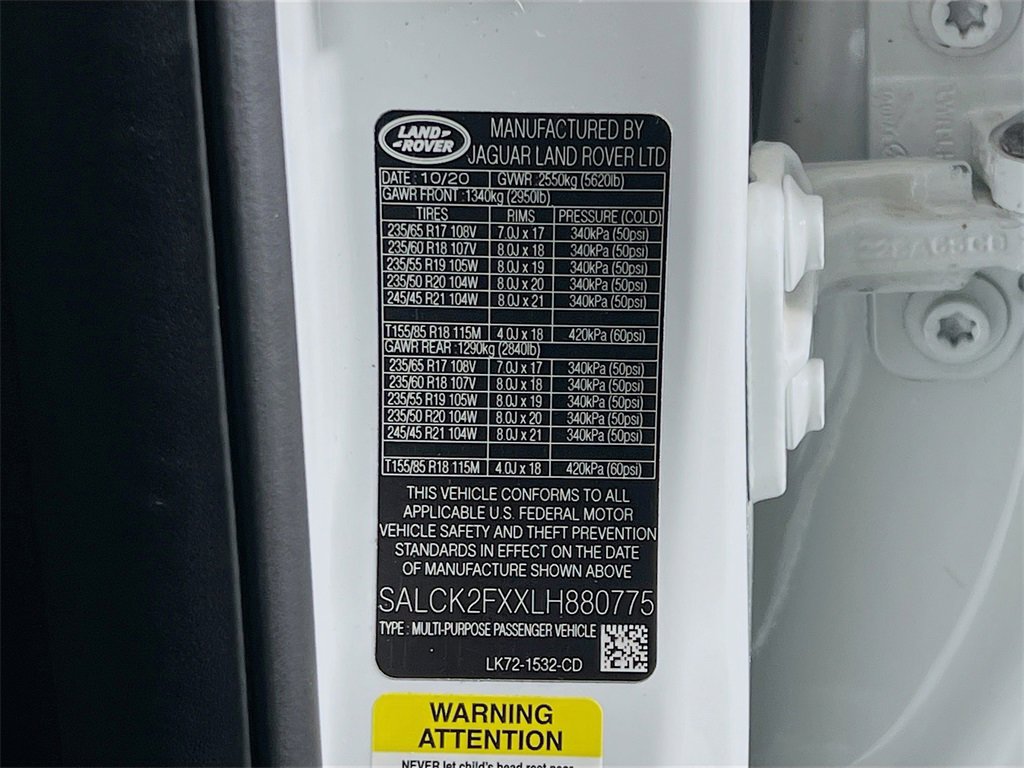 LAND-
-ROVER
MANUFACTURED BY
JAGUAR LAND ROVER LTD
DATE : 10/20 GVWR : 2550kg (5620lb)
GAWR FRONT : 1340kg (2950lb)
TIRES RIMS PRESSURE (COLD)
235/65 R17 108V 7.0J x 17 340kPa (50psi)
235/60 R18 107V 8.0J x 18 340kPa (50psi)
235/55 R19 105W 8.0J x 19 340kPa (50psi)
235/50 R20 104W 8.0J x 20 340kPa (50psi)
245/45 R21 104W 8.0J x 21 340kPa (50psi)
T155/85 R18 115M 4.0J x 18 420kPa (60psi)
GAWR REAR : 1290kg (2840lb)
235/65 R17 108V 7.0J x 17 340kPa (50psi)
235/60 R18 107V 8.0J x 18 340kPa (50psi)
235/55 R19 105W 8.0J x 19 340kPa (50psi)
235/50 R20 104W 8.0J x 20 340kPa (50psi)
245/45 R21 104W 8.0J x 21 340kPa (50psi)
T155/85 R18 115M 4.0J x 18 420kPa (60psi)
THIS VEHICLE CONFORMS TO ALL
APPLICABLE U.S. FEDERAL MOTOR
VEHICLE SAFETY AND THEFT PREVENTION
STANDARDS IN EFFECT ON THE DATE
OF MANUFACTURE SHOWN ABOVE
SALCK2FXXLH880775
TYPE : MULTI-PURPOSE PASSENGER VEHICLE
LK72-1532-CD
WARNING
ATTENTION
NEVER let child's head rest near